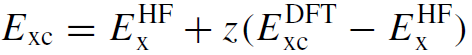 E_xc = E_x^HF + z(E_xc^DFT − E_x^HF)